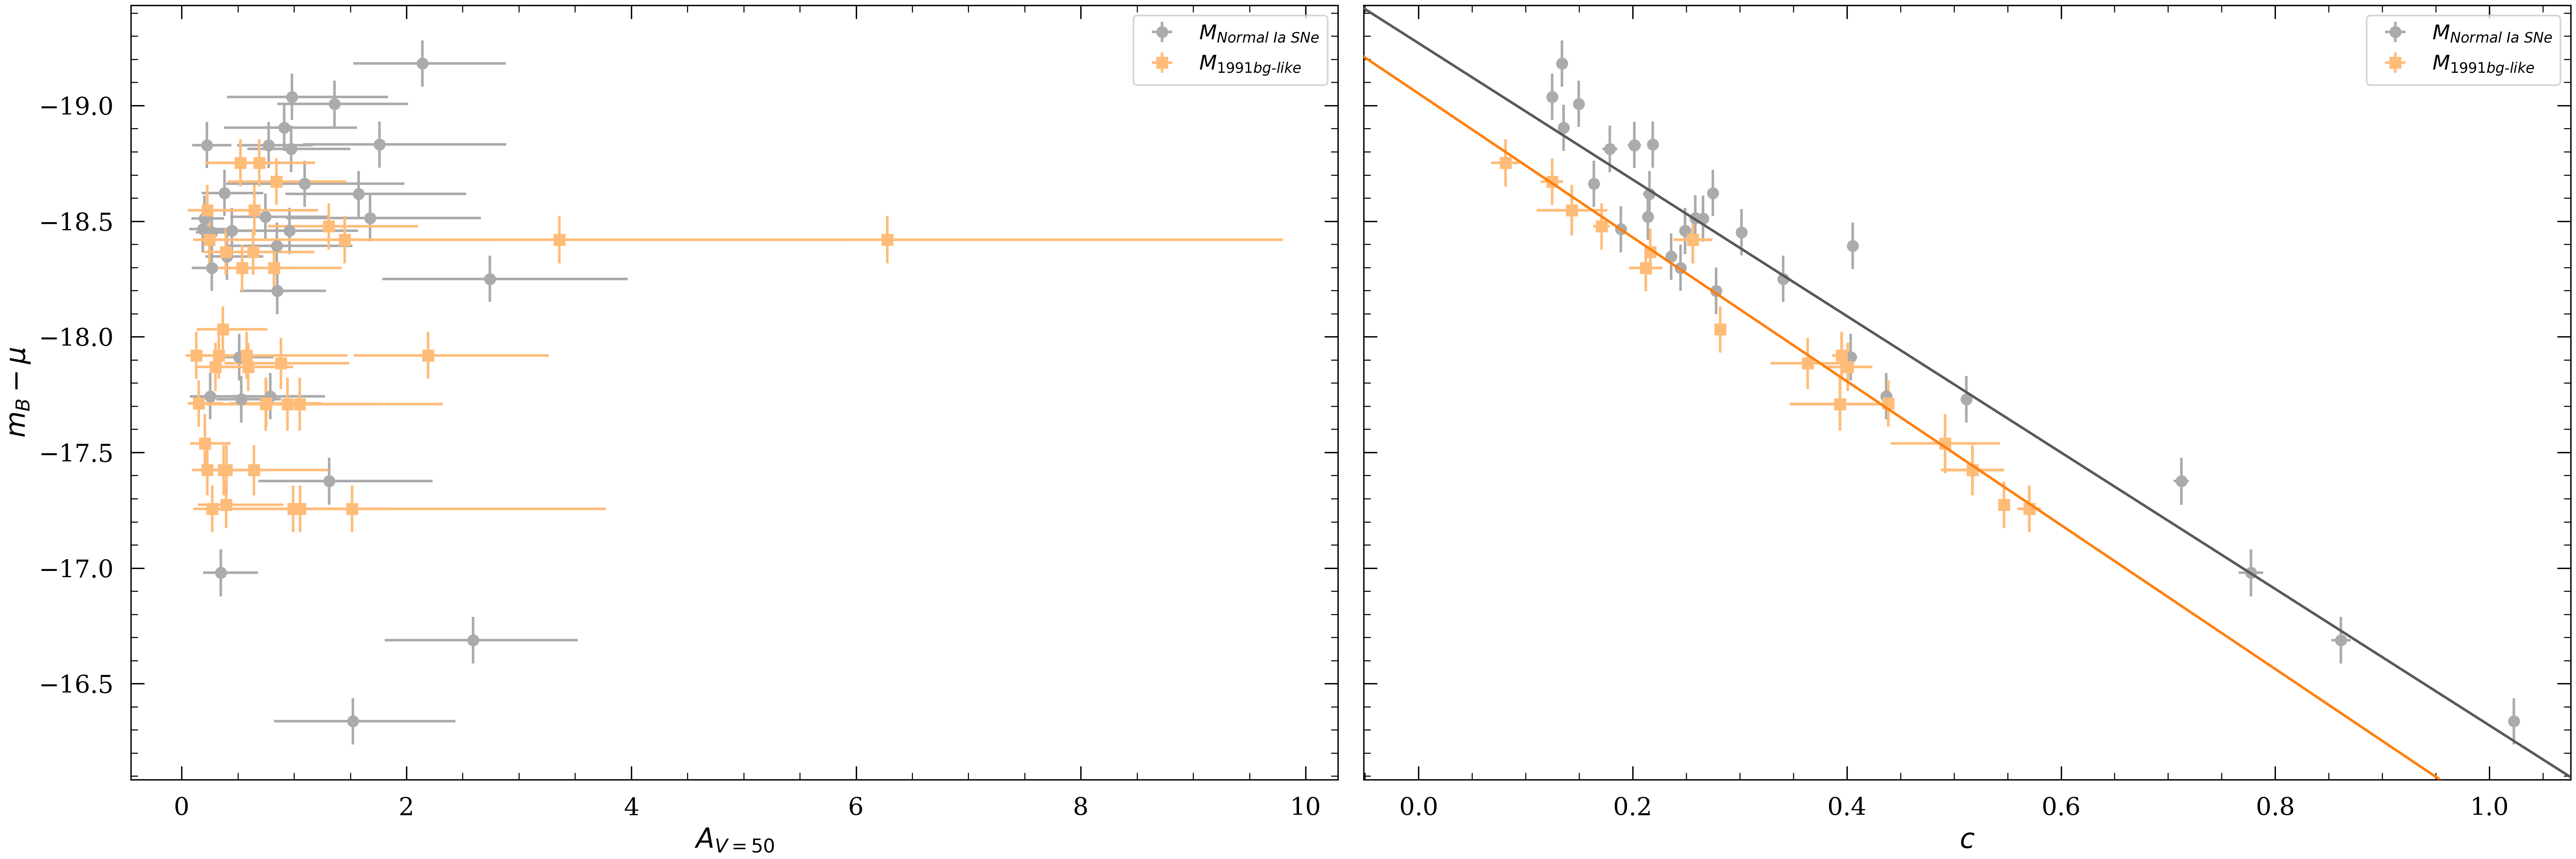 M_Normal Ia SNe
M_1991bg-like
−19.0
−18.5
−18.0
−17.5
−17.0
−16.5
m_B − μ
0 2 4 6 8 10
A_V = 50
M_Normal Ia SNe
M_1991bg-like
0.0 0.2 0.4 0.6 0.8 1.0
c